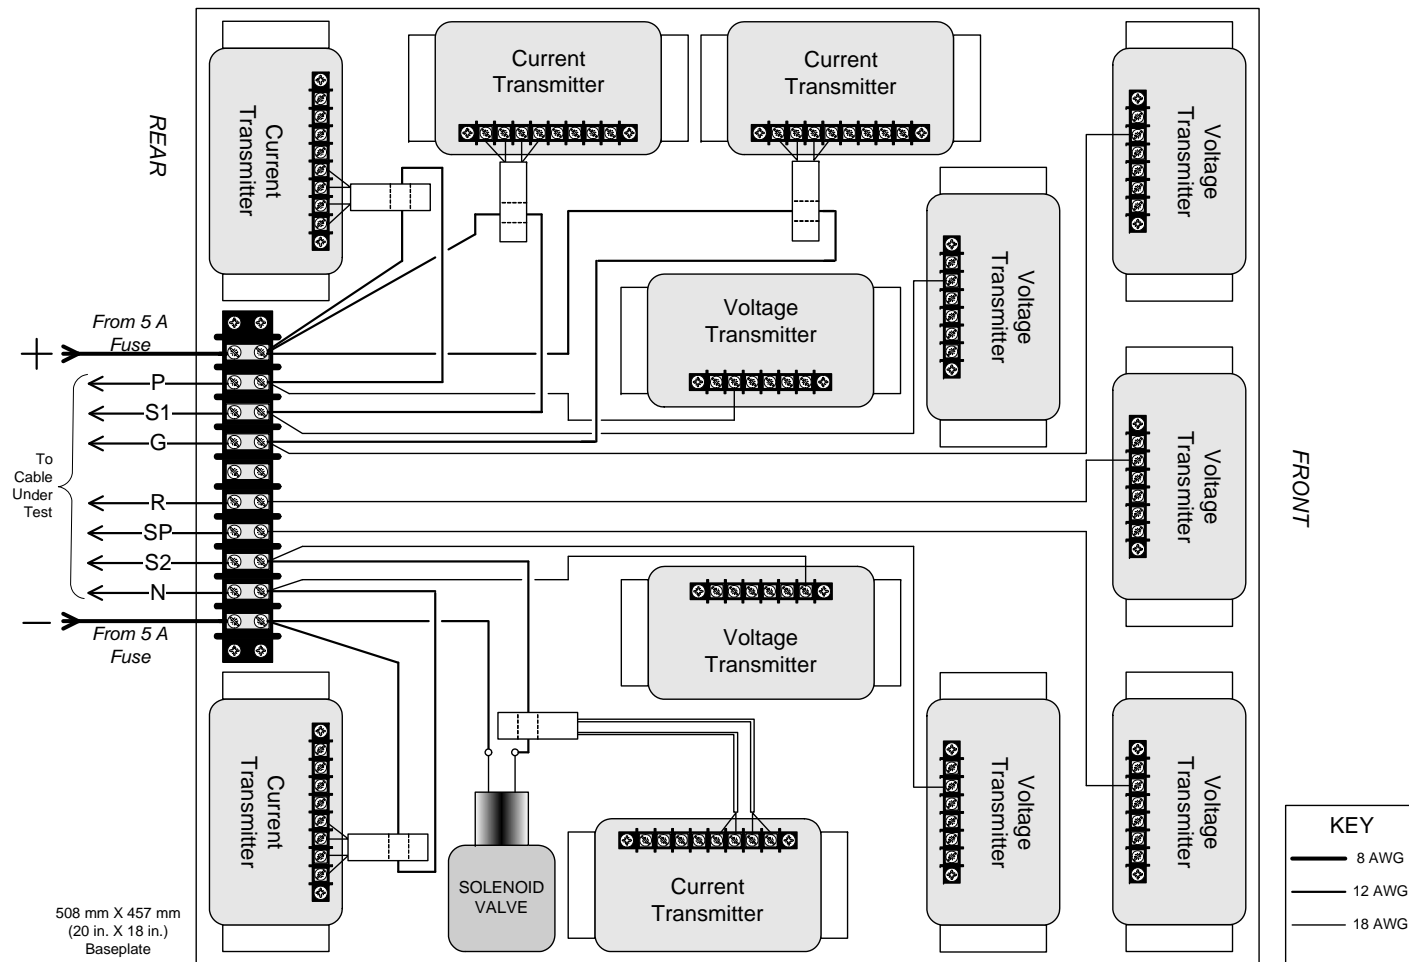 Current
Transmitter
Current
Transmitter
Current
Transmitter
Voltage
Transmitter
REAR
Voltage
Transmitter
Voltage
Transmitter
From 5 A
Fuse
+
P
S1
G
To
Cable
Under
Test
R
SP
S2
N
—
From 5 A
Fuse
Voltage
Transmitter
FRONT
Voltage
Transmitter
Current
Transmitter
SOLENOID
VALVE
Current
Transmitter
Voltage
Transmitter
Voltage
Transmitter
508 mm X 457 mm
(20 in. X 18 in.)
Baseplate
KEY
8 AWG
12 AWG
18 AWG